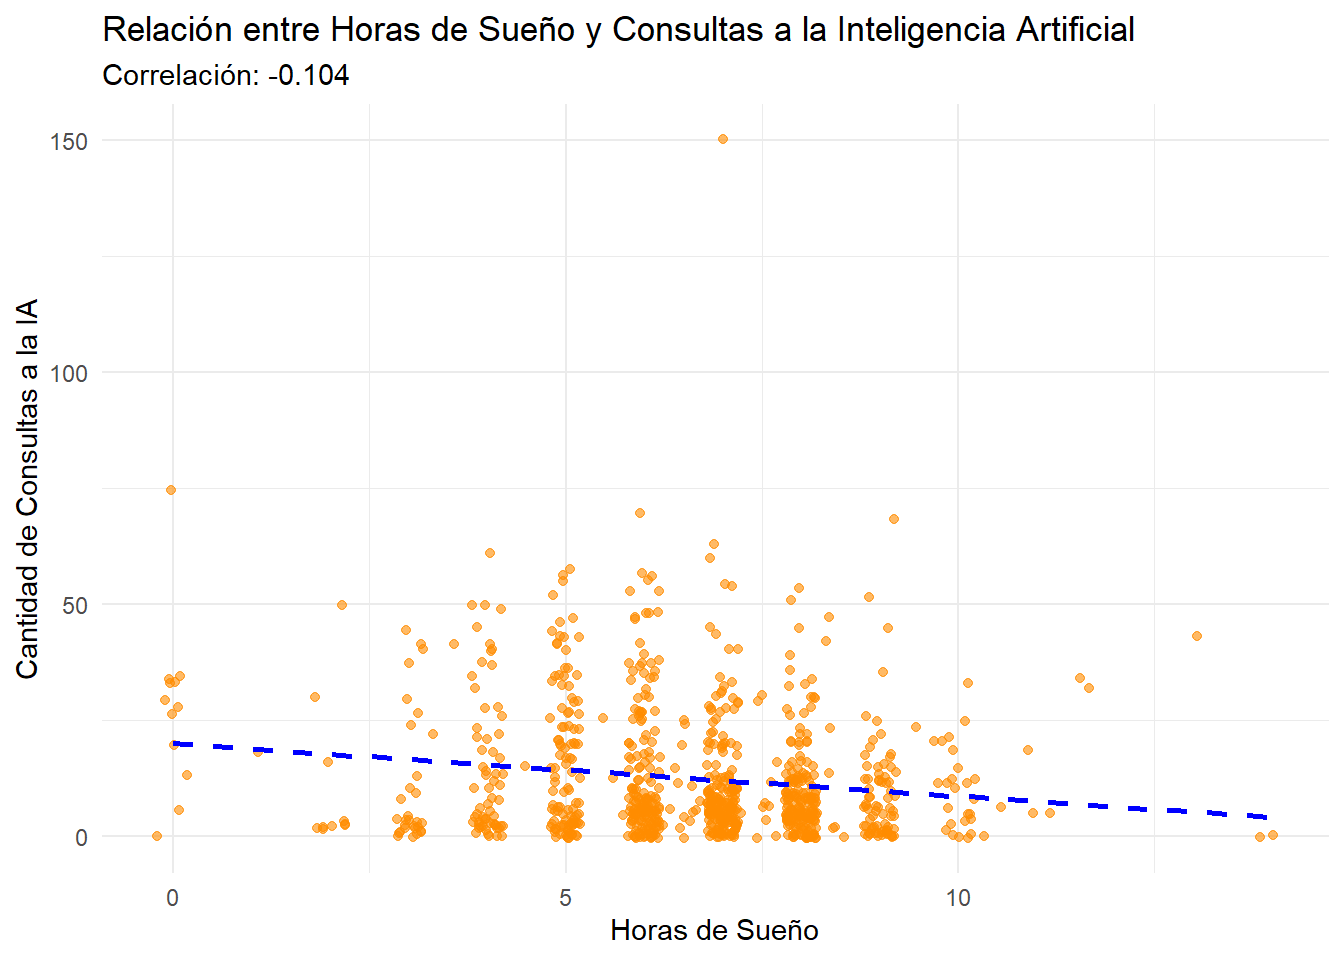 Relación entre Horas de Sueño y Consultas a la Inteligencia Artificial
Correlación: -0.104
Cantidad de Consultas a la IA
150
100
50
0
0
5
10
Horas de Sueño